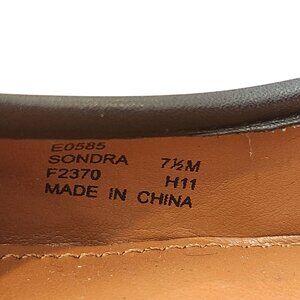 E0585
SONDRA 7½M
F2370 H11
MADE IN CHINA